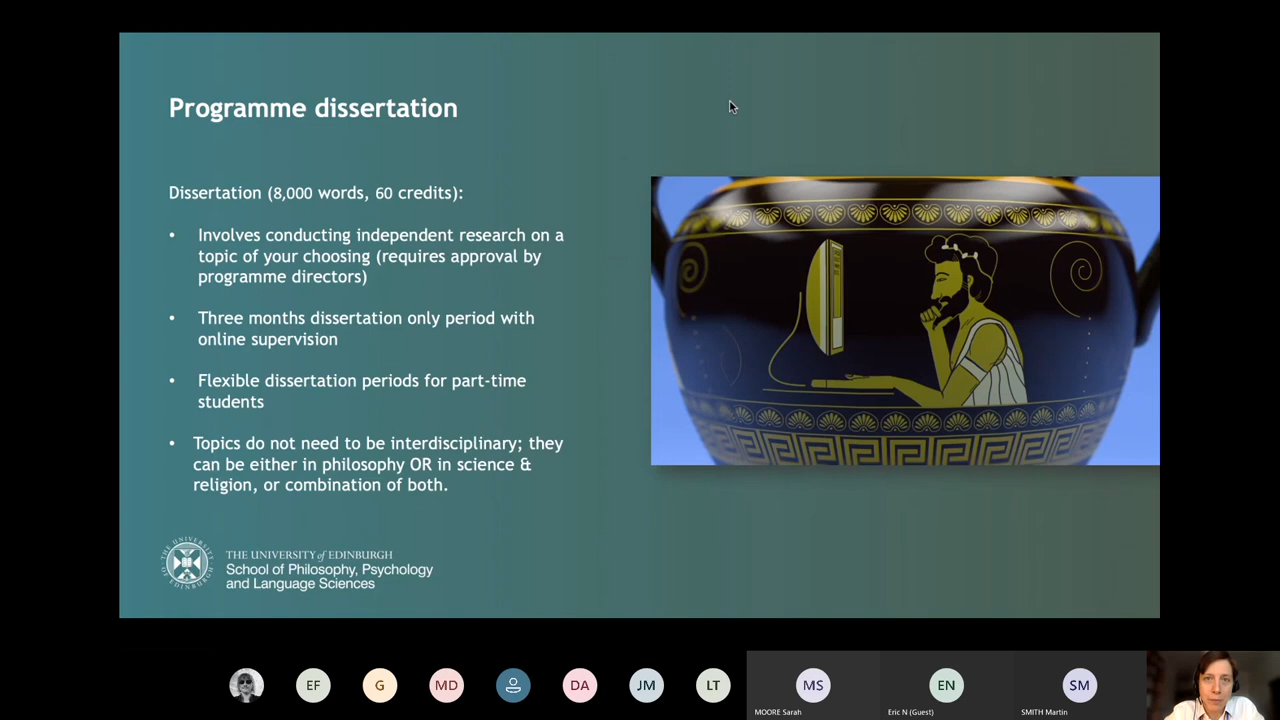 Programme dissertation
Dissertation (8,000 words, 60 credits):
• Involves conducting independent research on a
topic of your choosing (requires approval by
programme directors)
• Three months dissertation only period with
online supervision
• Flexible dissertation periods for part-time
students
• Topics do not need to be interdisciplinary; they
can be either in philosophy OR in science &
religion, or combination of both.
THE UNIVERSITY of EDINBURGH
School of Philosophy, Psychology
and Language Sciences
EF
G
MD
DA
JM
LT
MS
EN
SM
MOORE Sarah
Eric N (Guest)
SMITH Martin